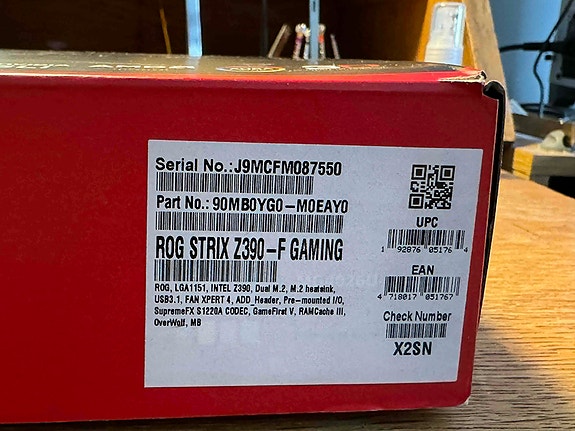 Serial No.:J9MCFM087550
Part No.: 90MB0YG0-M0EAY0
ROG STRIX Z390-F GAMING
ROG, LGA1151, INTEL Z390, Dual M.2, M.2 heatsink,
USB3.1, FAN XPERT 4, ADD_Header, Pre-mounted I/O,
SupremeFX S1220A CODEC, GameFirst V, RAMCache III,
OverWolf, MB
UPC
1 92876 05176 4
EAN
4 718017 051767
Check Number
X2SN